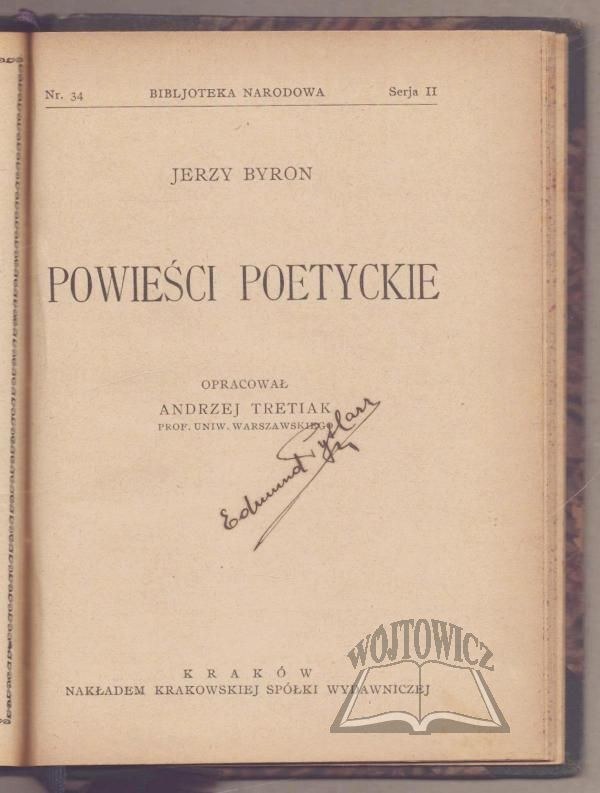 Nr. 34 BIBLJOTEKA NARODOWA Serja II
JERZY BYRON
POWIEŚCI POETYCKIE
OPRACOWAŁ
ANDRZEJ TRETIAK
PROF. UNIW. WARSZAWSKIEGO
Edmund
KRAKÓW
NAKŁADEM KRAKOWSKIEJ SPÓŁKI WYDAWNICZEJ
WÓJTOWICZ